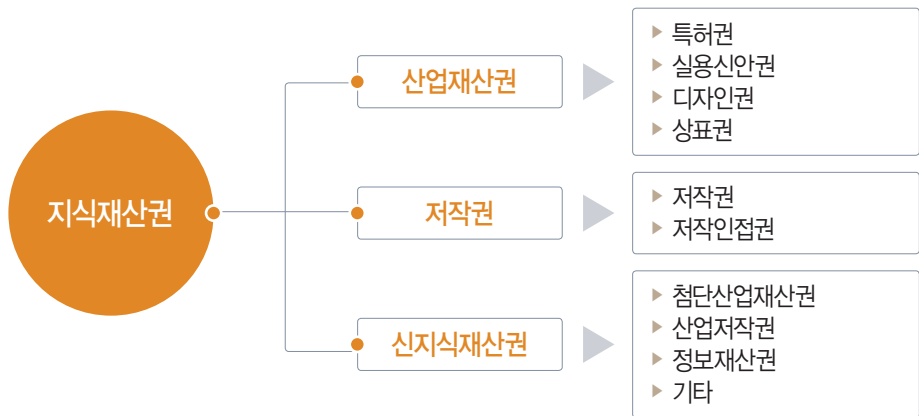 지식재산권
산업재산권
특허권
실용신안권
디자인권
상표권
저작권
저작권
저작인접권
신지식재산권
첨단산업재산권
산업저작권
정보재산권
기타